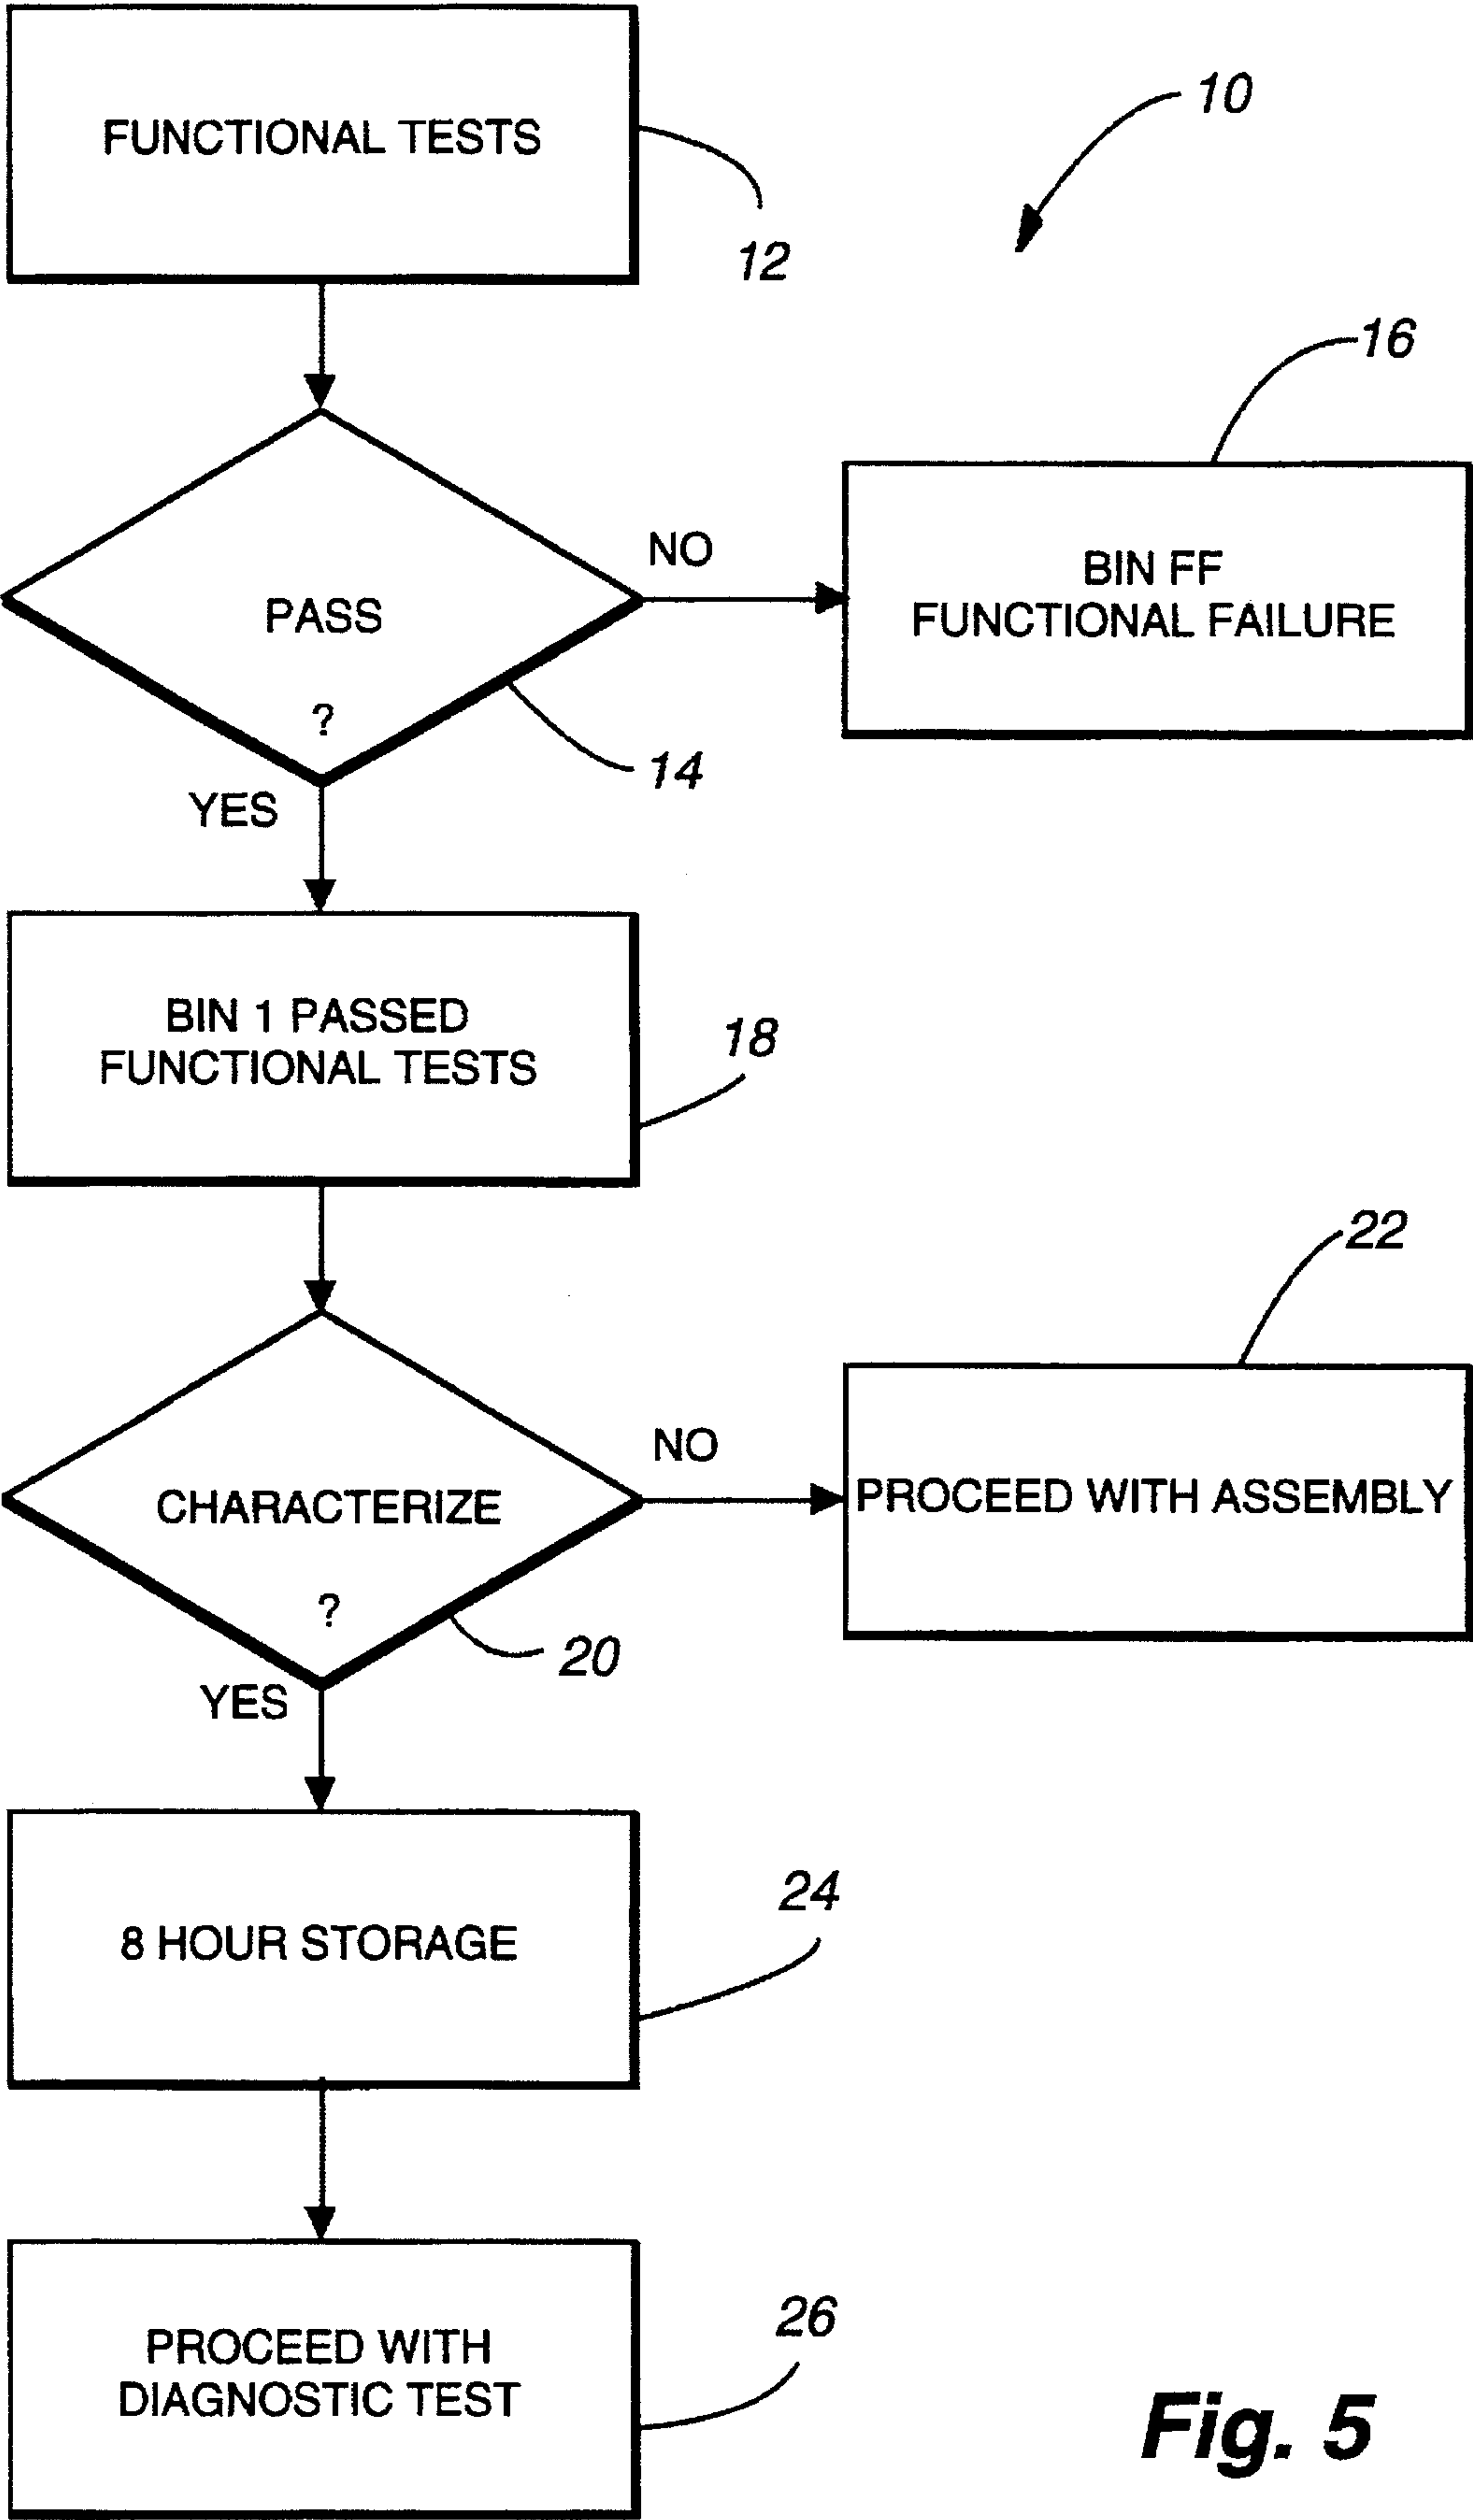 FUNCTIONAL TESTS
10
12
16
NO
BIN FF
FUNCTIONAL FAILURE
PASS
?
14
YES
BIN 1 PASSED
FUNCTIONAL TESTS
18
22
NO
CHARACTERIZE
PROCEED WITH ASSEMBLY
?
20
YES
24
8 HOUR STORAGE
26
PROCEED WITH
DIAGNOSTIC TEST
Fig. 5